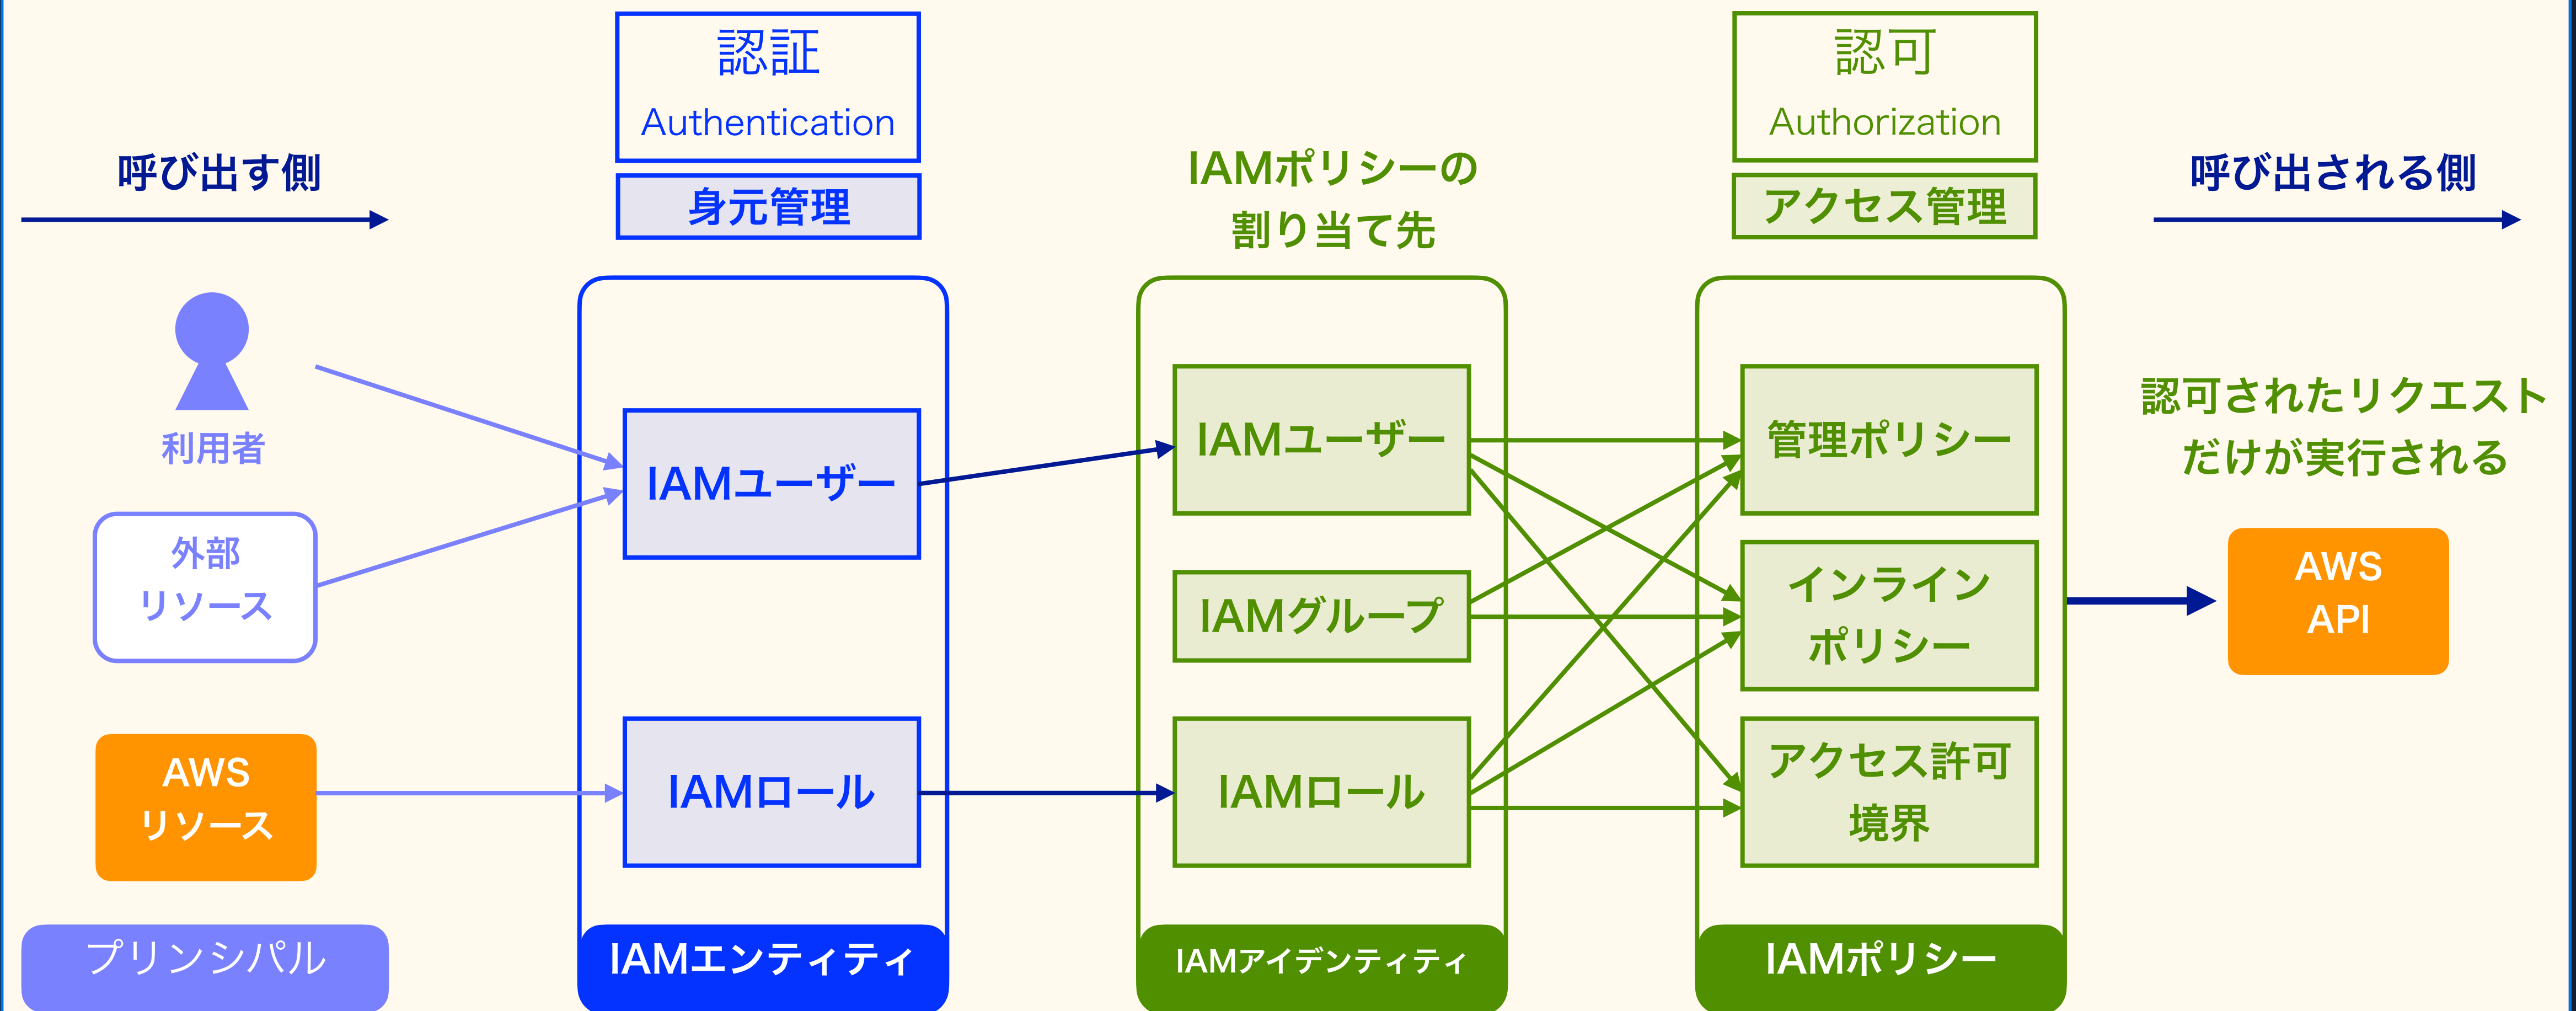 呼び出す側
利用者
外部
リソース
AWS
リソース
プリンシパル
認証
Authentication
身元管理
IAMユーザー
IAMロール
IAMエンティティ
IAMポリシーの
割り当て先
IAMユーザー
IAMグループ
IAMロール
IAMアイデンティティ
認可
Authorization
アクセス管理
管理ポリシー
インライン
ポリシー
アクセス許可
境界
IAMポリシー
呼び出される側
認可されたリクエスト
だけが実行される
AWS
API